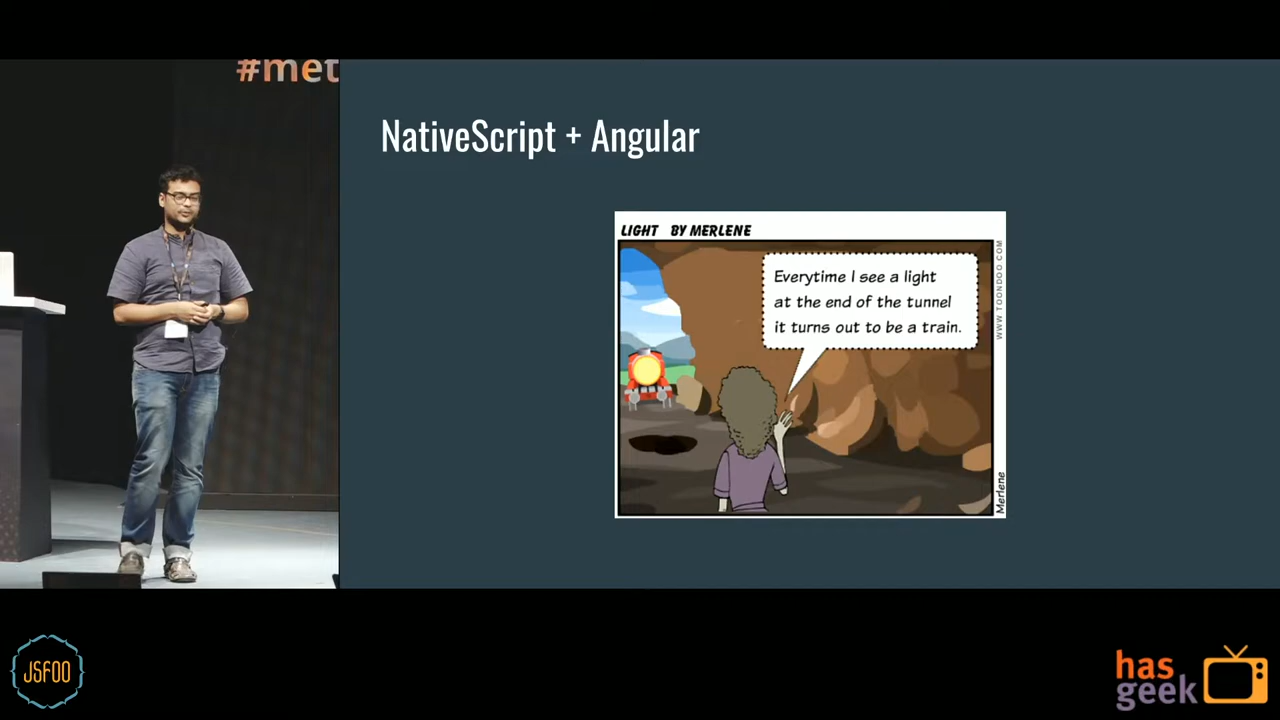 #met
NativeScript + Angular
LIGHT BY MERLENE
Everytime I see a light
at the end of the tunnel
it turns out to be a train.
WWW.TOONDOO.COM
Merlene
JSFOO
has
geek